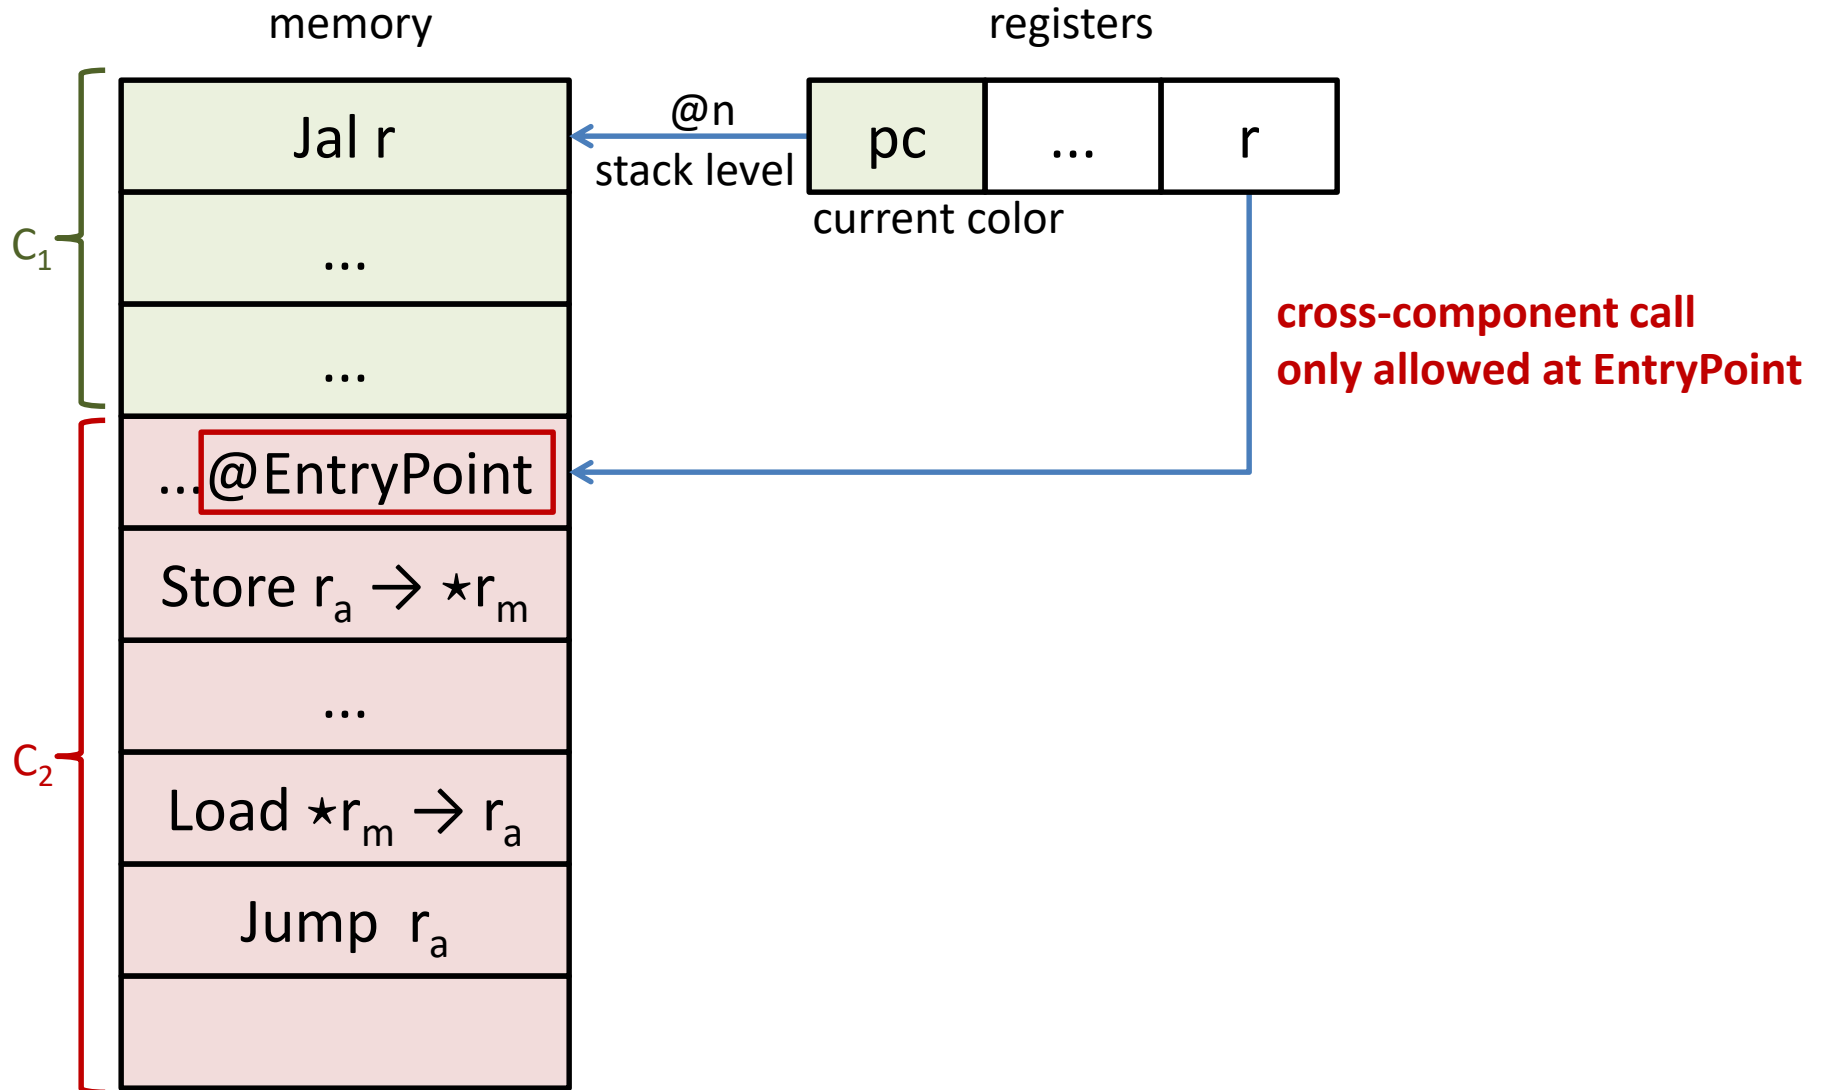 memory
registers
Jal r
@n
stack level
pc
...
r
current color
C₁
...
...
cross-component call
only allowed at EntryPoint
...@EntryPoint
Store rₐ → ⋆rₘ
...
C₂
Load ⋆rₘ → rₐ
Jump rₐ